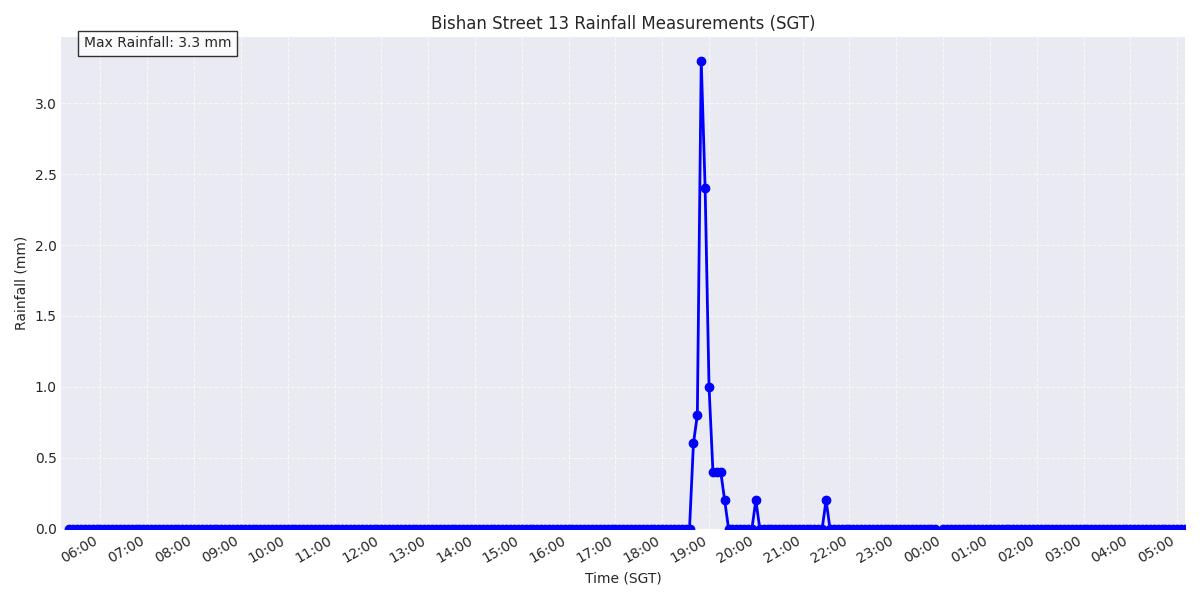 Bishan Street 13 Rainfall Measurements (SGT)
Max Rainfall: 3.3 mm
Rainfall (mm)
3.0
2.5
2.0
1.5
1.0
0.5
0.0
06:00 07:00 08:00 09:00 10:00 11:00 12:00 13:00 14:00 15:00 16:00 17:00 18:00 19:00 20:00 21:00 22:00 23:00 00:00 01:00 02:00 03:00 04:00 05:00
Time (SGT)